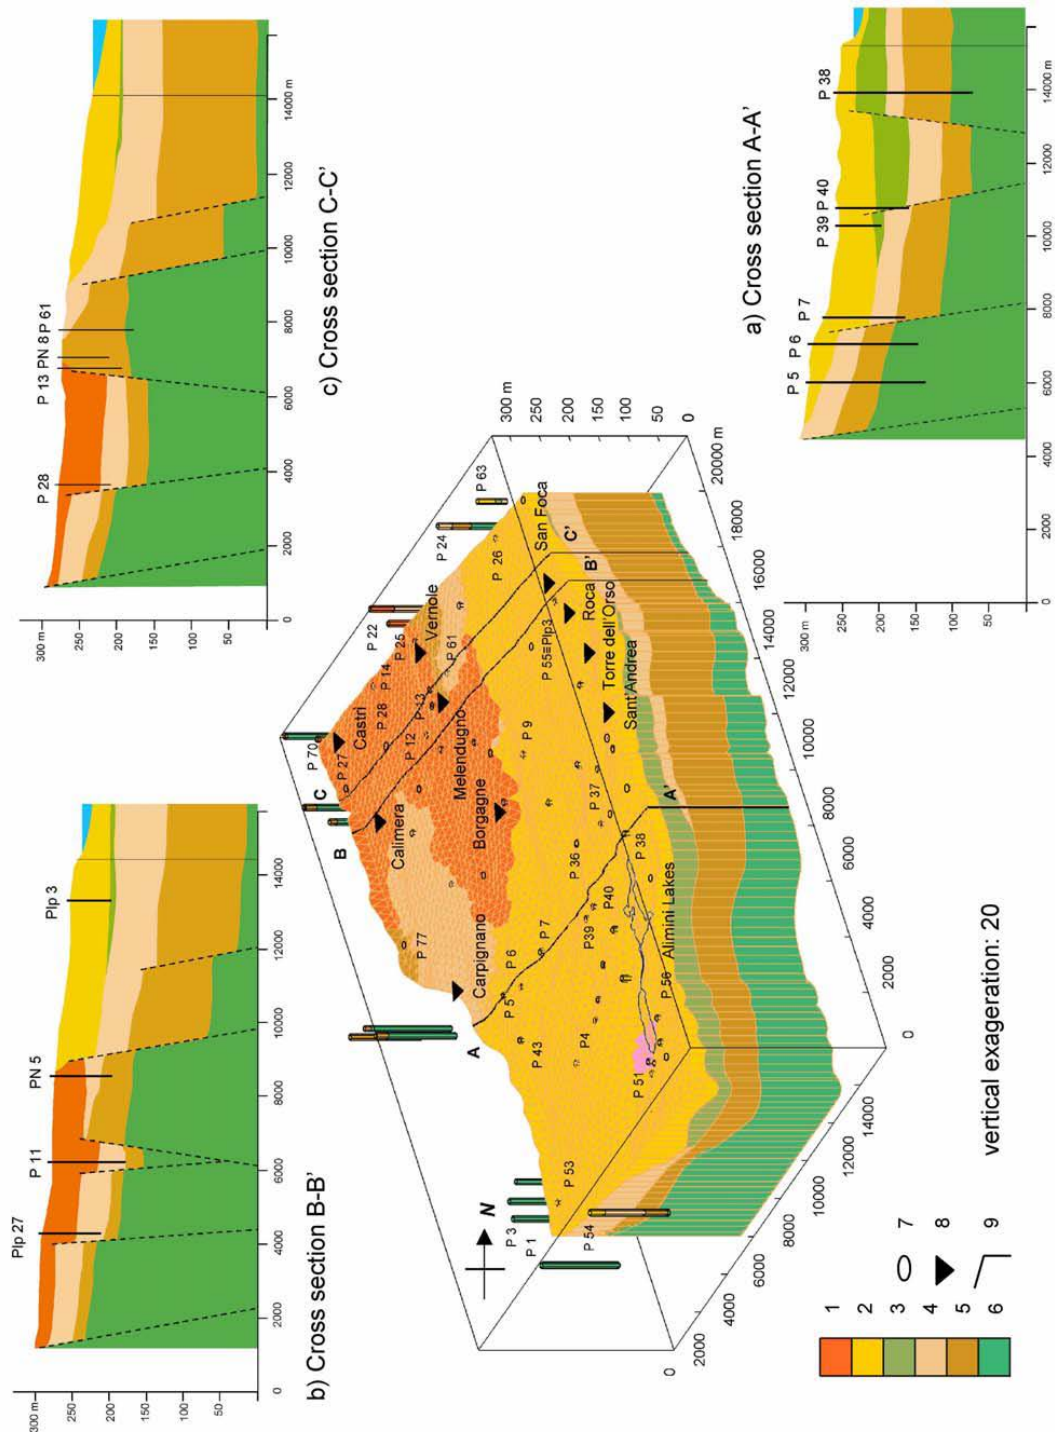 300 m
250
200
150
100
50
0
2000
4000
6000
8000
10000
12000
14000
Plp 27
P 11
PN 5
Plp 3
b) Cross section B-B'
300 m
250
200
150
100
50
0
2000
4000
6000
8000
10000
12000
14000 m
P 28
P 13
PN 8
P 61
c) Cross section C-C'
N
P 70
P 27
C
B
A
Castrì
P 28
P 14
P 22
P 25
Vernole
P 24
P 63
P 26
San Foca
C'
B'
Roca
Torre dell'Orso
Sant'Andrea
P 55≡Plp3
P 61
P 13
P 12
Melendugno
Calimera
Borgagne
P 9
P 77
Carpignano
P 5
P 6
P 7
P 36
P 37
P39
P40
P 38
A'
Alimini Lakes
P 43
P4
P 56
P 51
P 53
P 3
P 1
P 54
300 m
250
200
150
100
50
0
20000 m
18000
16000
14000
12000
10000
8000
6000
4000
2000
0
14000
12000
10000
8000
6000
4000
2000
0
300 m
250
200
150
100
50
0
2000
4000
6000
8000
10000
12000
14000 m
P 5
P 6
P 7
P 39
P 40
P 38
a) Cross section A-A'
1
2
3
4
5
6
7
8
9
vertical exageration: 20